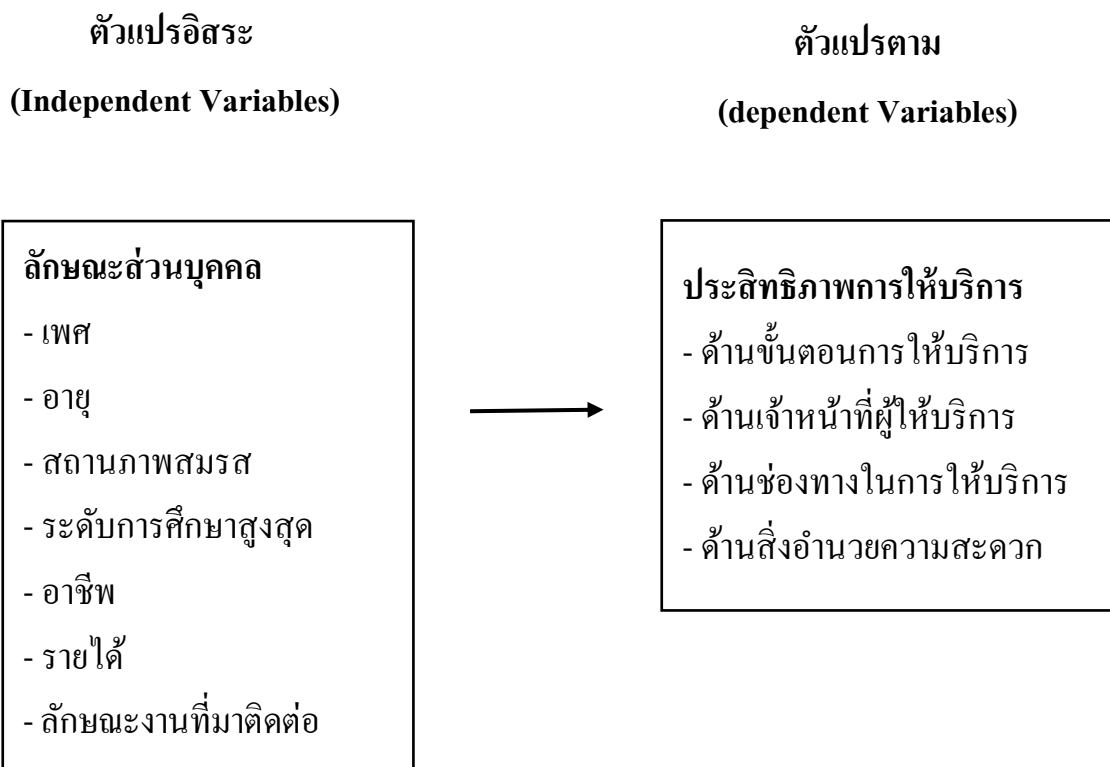 ตัวแปรอิสระ
(Independent Variables)
ตัวแปรตาม
(dependent Variables)
ลักษณะส่วนบุคคล
- เพศ
- อายุ
- สถานภาพสมรส
- ระดับการศึกษาสูงสุด
- อาชีพ
- รายได้
- ลักษณะงานที่มาติดต่อ
ประสิทธิภาพการให้บริการ
- ด้านขั้นตอนการให้บริการ
- ด้านเจ้าหน้าที่ผู้ให้บริการ
- ด้านช่องทางในการให้บริการ
- ด้านสิ่งอำนวยความสะดวก